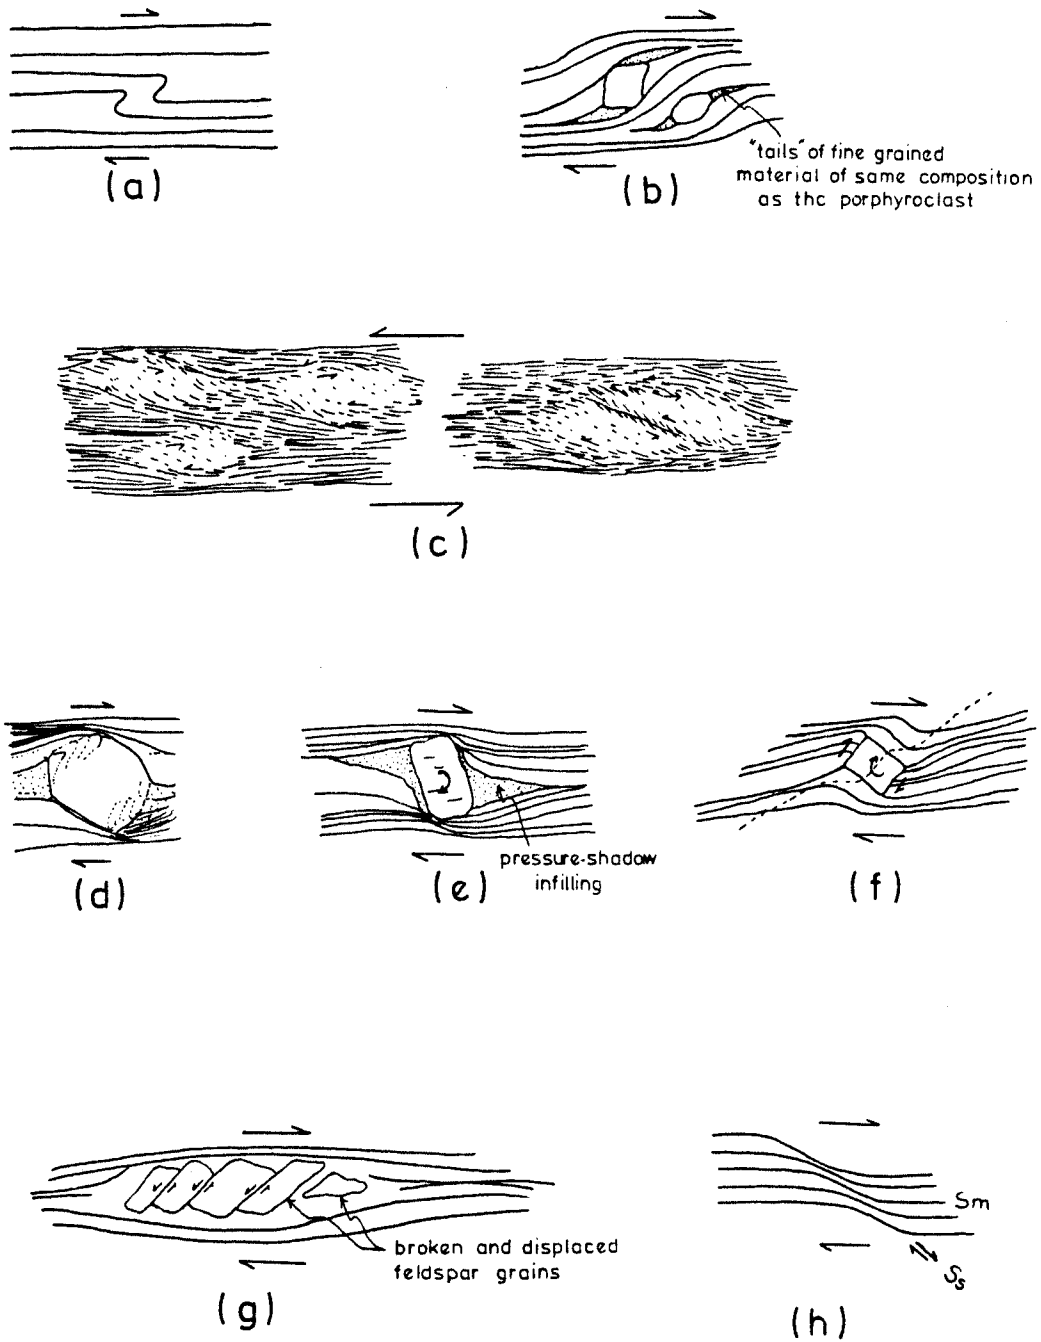 (a)
(b)
"tails" of fine grained
material of same composition
as thc porphyroclast
(c)
(d)
(e)
pressure-shadow
infilling
(f)
(g)
broken and displaced
feldspar grains
Sm
Ss
(h)